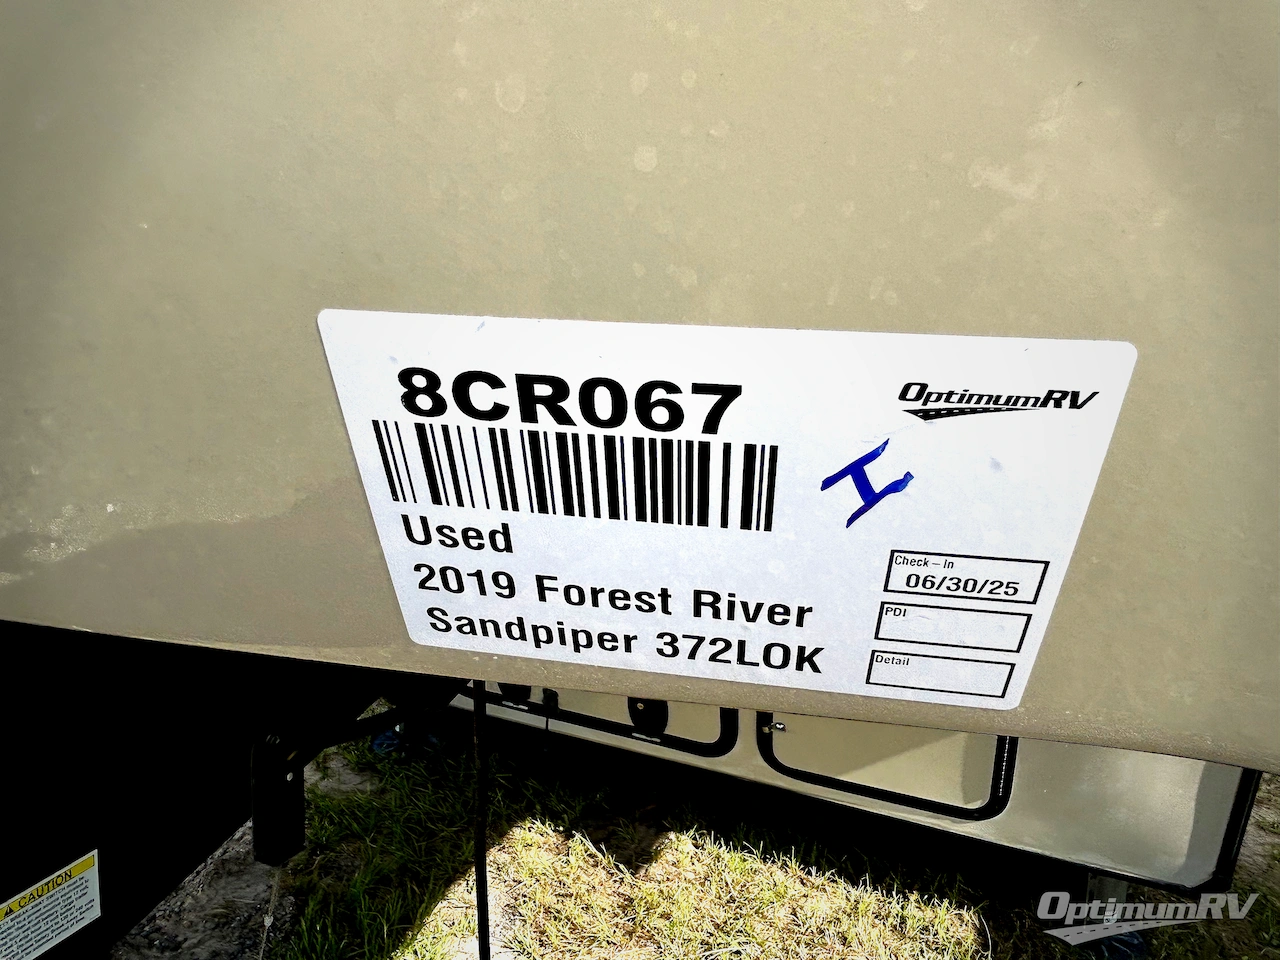 8CR067
OptimumRV
H
Used
2019 Forest River
Sandpiper 372LOK
Check-In
06/30/25
PDI
Detail
CAUTION
OptimumRV